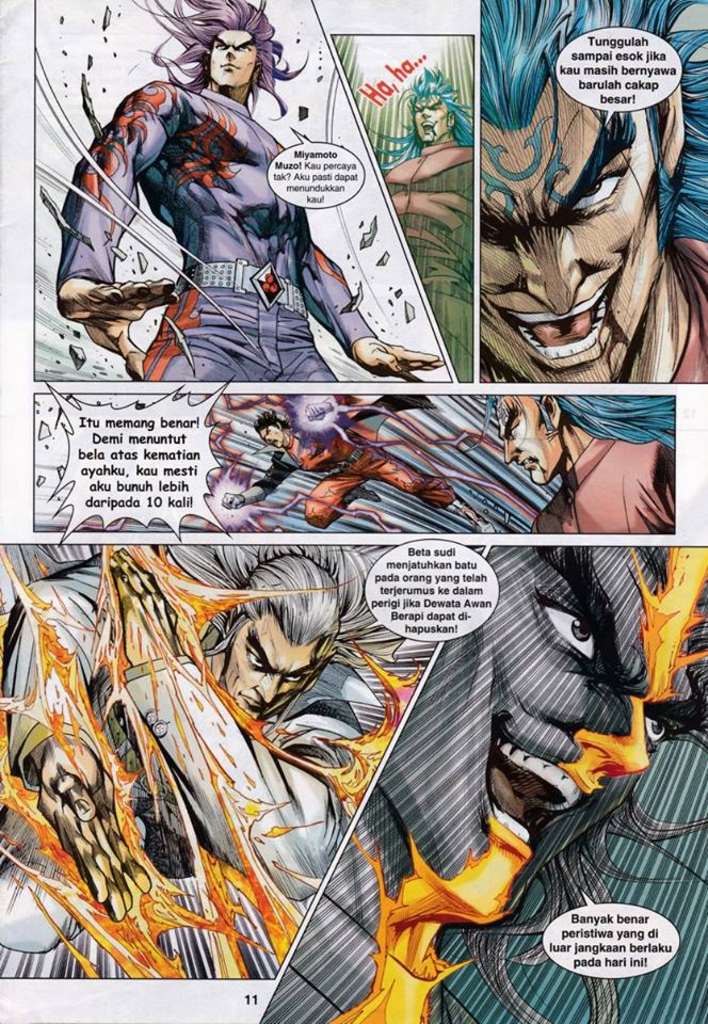 Miyamoto
Muzo! Kau percaya
tak? Aku pasti dapat
menundukkan
kau!
Ha, ha...
Tunggulah
sampai esok jika
kau masih bernyawa
barulah cakap
besar!
Itu memang benar!
Demi menuntut
bela atas kematian
ayahku, kau mesti
aku bunuh lebih
daripada 10 kali!
Beta sudi
menjatuhkan batu
pada orang yang telah
terjerumus ke dalam
perigi jika Dewata Awan
Beri dapat di-
hapuskan!
Banyak benar
peristiwa yang di
luar jangkaan berlaku
pada hari ini!
11